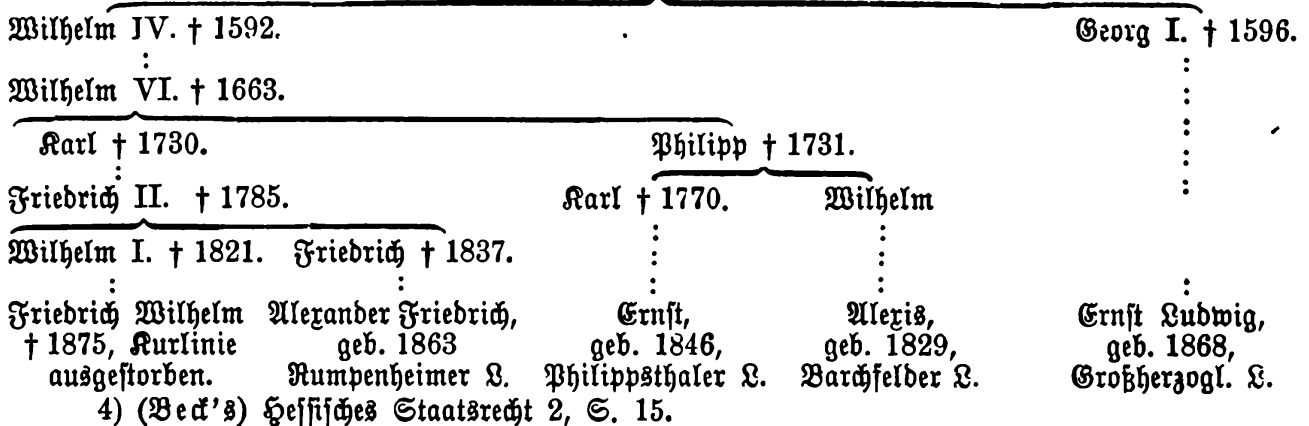 Wilhelm IV. † 1592. Georg I. † 1596.
Wilhelm VI. † 1663.
Karl † 1730. Philipp † 1731.
Friedrich II. † 1785. Karl † 1770. Wilhelm
Wilhelm I. † 1821. Friedrich † 1837.
Friedrich Wilhelm Alexander Friedrich, Ernst, Alexis, Ernst Ludwig,
† 1875, Kurlinie geb. 1863 geb. 1846, geb. 1829, geb. 1868,
ausgestorben. Rumpenheimer L. Philippsthaler L. Barchfelder L. Großherzogl. L.
4) (Beck's) Hessisches Staatsrecht 2, S. 15.